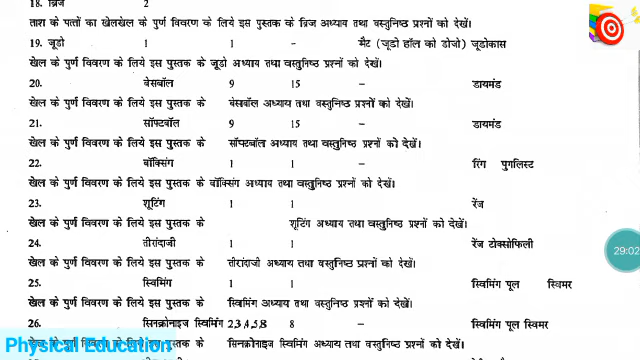 18. ब्रिज 2
ताश के पत्तों का खेलखेल के पुर्ण विवरण के लिये इस पुस्तक के ब्रिज अध्याय तथा वस्तुनिष्ठ प्रश्नों को देखें।
19. जूडो 1 1 – मैट (जूडो हॉल को डोजो) जूडोकास
खेल के पुर्ण विवरण के लिये इस पुस्तक के जूडो अध्याय तथा वस्तुनिष्ठ प्रश्नों को देखें।
20. बेसबॉल 9 15 – डायमंड
खेल के पुर्ण विवरण के लिये इस पुस्तक के बेसबॉल अध्याय तथा वस्तुनिष्ठ प्रश्नों को देखें।
21. सॉफ्टबॉल 9 15 – डायमंड
खेल के पुर्ण विवरण के लिये इस पुस्तक के सॉफ्टबॉल अध्याय तथा वस्तुनिष्ठ प्रश्नों को देखें।
22. बॉक्सिंग 1 1 – रिंग पुगलिस्ट
खेल के पुर्ण विवरण के लिये इस पुस्तक के बॉक्सिंग अध्याय तथा वस्तुनिष्ठ प्रश्नों को देखें।
23. शूटिंग 1 1 रेंज
खेल के पुर्ण विवरण के लिये इस पुस्तक के शूटिंग अध्याय तथा वस्तुनिष्ठ प्रश्नों को देखें।
24. तीरांदाजी 1 1 रेंज टोक्सोफिली
खेल के पुर्ण विवरण के लिये इस पुस्तक के तीरांदाजी अध्याय तथा वस्तुनिष्ठ प्रश्नों को देखें।
29:02
25. स्विमिंग 1 1 स्विमिंग पूल स्विमर
खेल के पुर्ण विवरण के लिये इस पुस्तक के स्विमिंग अध्याय तथा वस्तुनिष्ठ प्रश्नों को देखें।
26. सिनक्रोनाइज स्विमिंग 2,3,4,5,8 8 – स्विमिंग पूल स्विमर
खेल के पुर्ण विवरण के लिये इस पुस्तक के सिनक्रोनाइज स्विमिंग अध्याय तथा वस्तुनिष्ठ प्रश्नों को देखें।
Physical Education